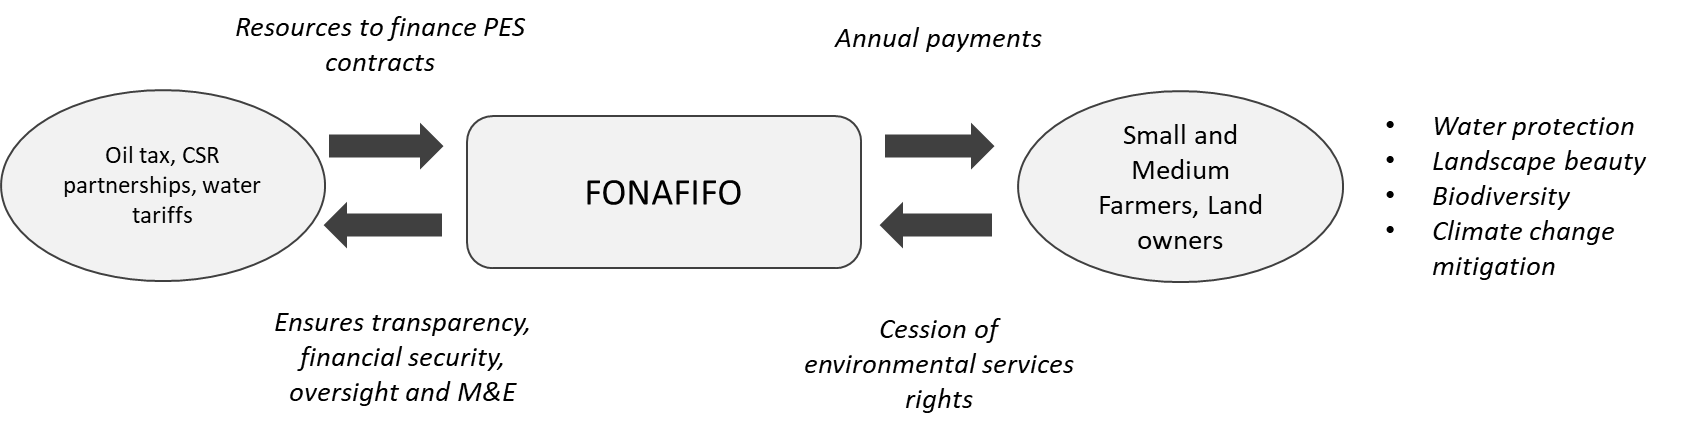 Resources to finance PES
contracts
Annual payments
Oil tax, CSR
partnerships, water
tariffs
FONAFIFO
Small and
Medium
Farmers, Land
owners
• Water protection
• Landscape beauty
• Biodiversity
• Climate change
mitigation
Ensures transparency,
financial security,
oversight and M&E
Cession of
environmental services
rights